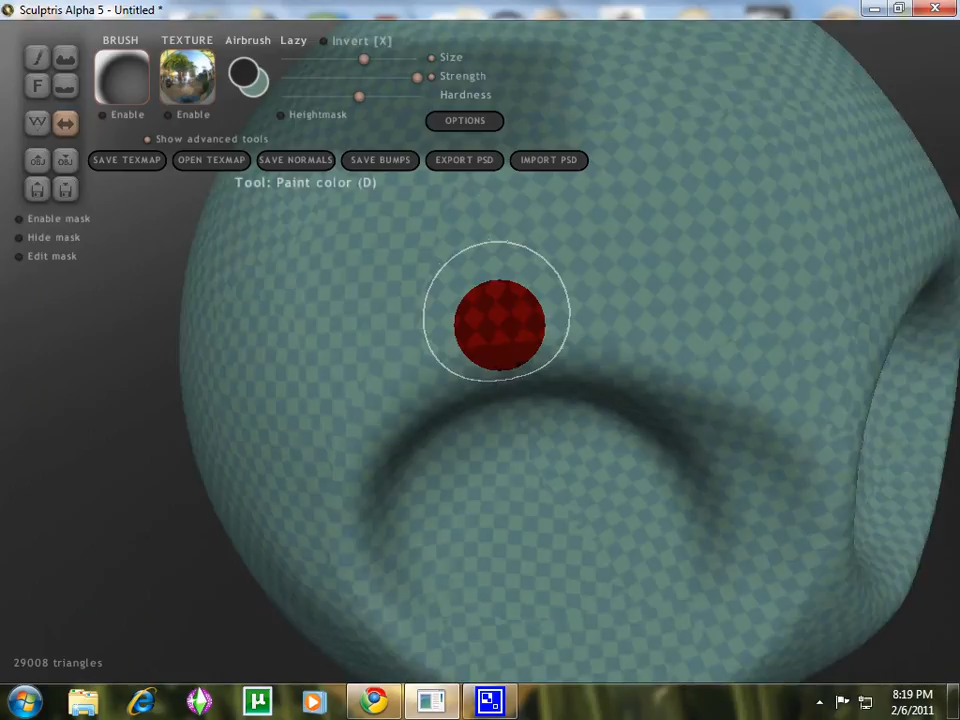 Sculptris Alpha 5 - Untitled *
BRUSH TEXTURE Airbrush Lazy Invert [X]
Size
F Strength
Hardness
Enable Enable Heightmask
OPTIONS
Show advanced tools
OBJ OBJ SAVE TEXMAP OPEN TEXMAP SAVE NORMALS SAVE BUMPS EXPORT PSD IMPORT PSD
Tool: Paint color (D)
Enable mask
Hide mask
Edit mask
29008 triangles
8:19 PM
2/6/2011